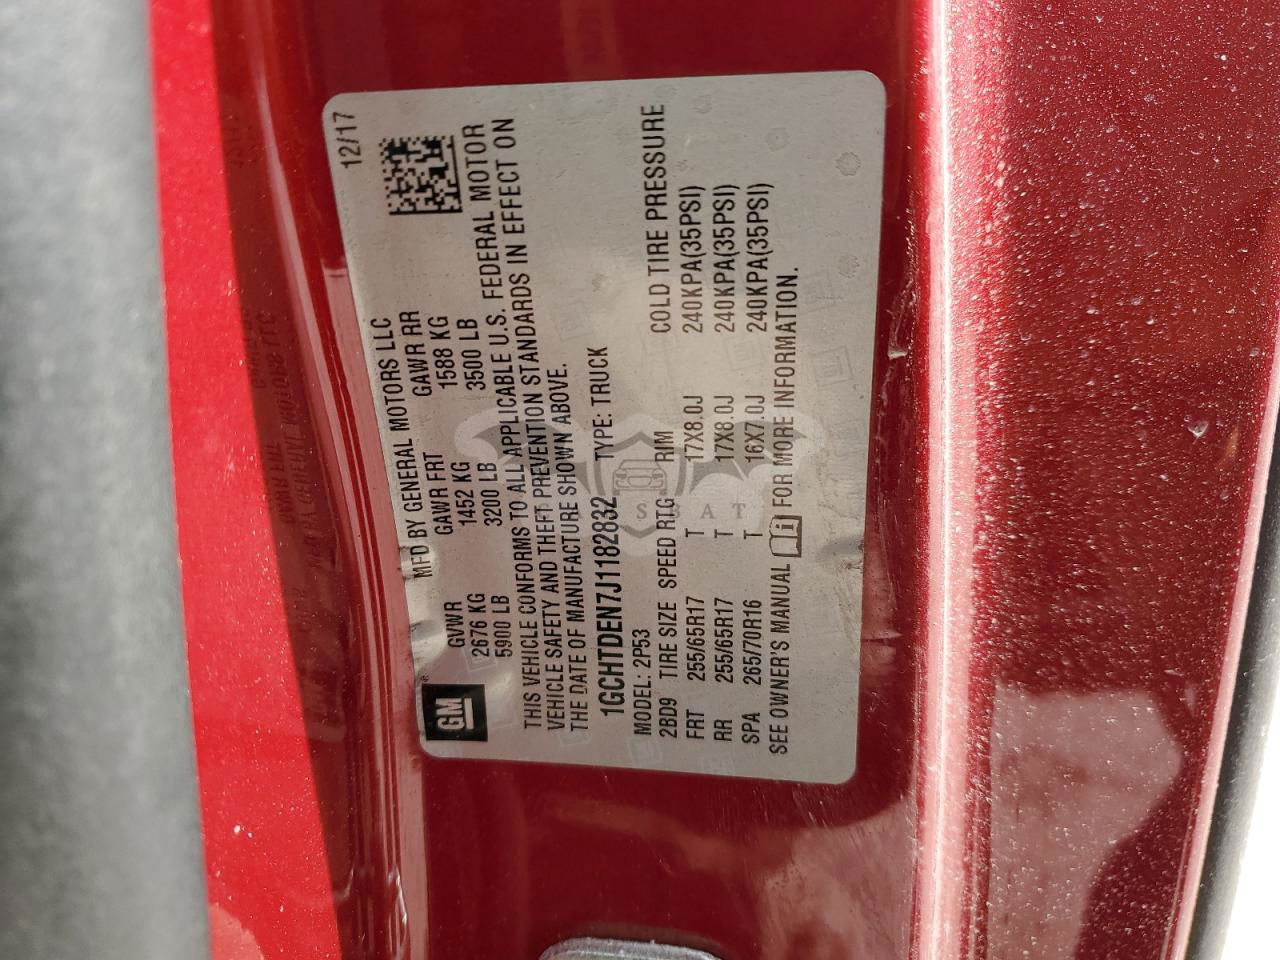 12/17
MFD BY GENERAL MOTORS LLC
GVWR GAWR FRT GAWR RR
2676 KG 1452 KG 1588 KG
5900 LB 3200 LB 3500 LB
GM
THIS VEHICLE CONFORMS TO ALL APPLICABLE U.S. FEDERAL MOTOR
VEHICLE SAFETY AND THEFT PREVENTION STANDARDS IN EFFECT ON
THE DATE OF MANUFACTURE SHOWN ABOVE.
1GCHTDEN7J1182832 TYPE: TRUCK
MODEL: 2P53
2BD9 TIRE SIZE SPEED RTG RIM COLD TIRE PRESSURE
FRT 255/65R17 T 17X8.0J 240KPA(35PSI)
RR 255/65R17 T 17X8.0J 240KPA(35PSI)
SPA 265/70R16 T 16X7.0J 240KPA(35PSI)
SEE OWNER'S MANUAL i FOR MORE INFORMATION.